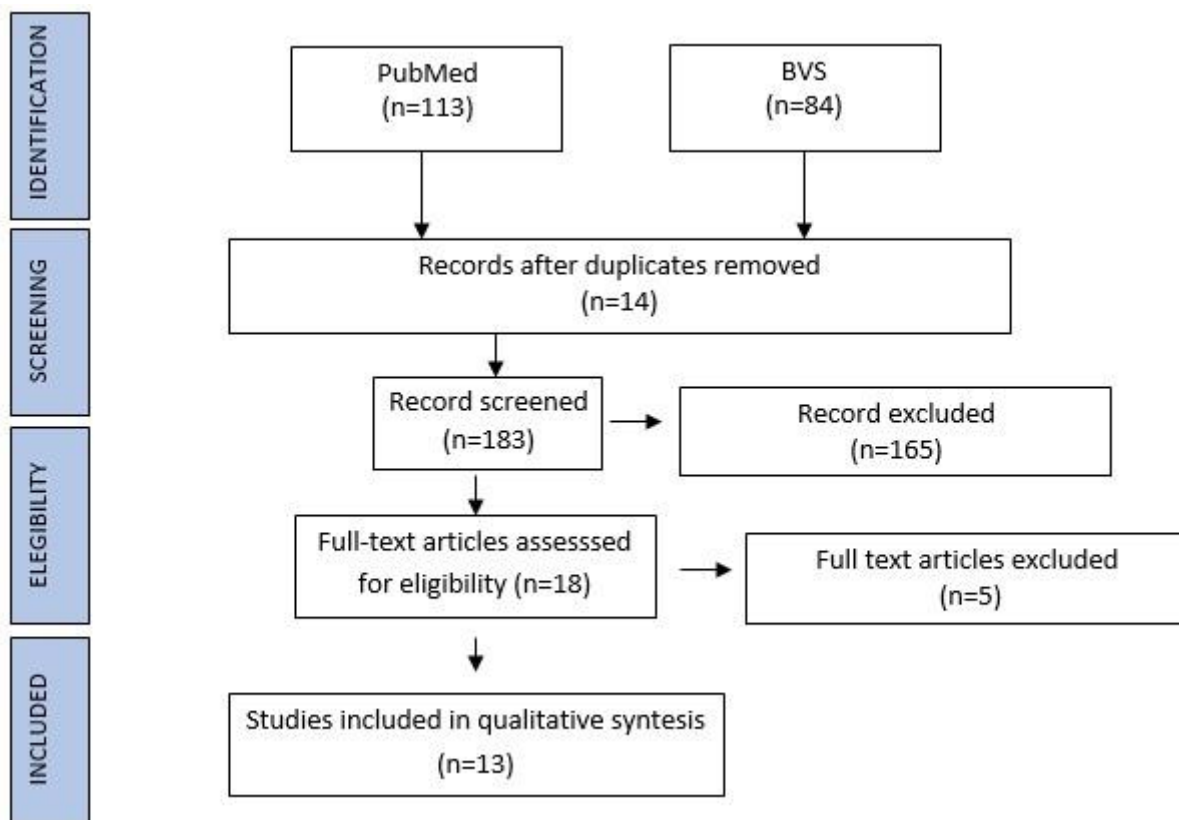 IDENTIFICATION
PubMed
(n=113)
BVS
(n=84)
SCREENING
Records after duplicates removed
(n=14)
Record screened
(n=183)
Record excluded
(n=165)
ELEGIBILITY
Full-text articles assesssed
for eligibility (n=18)
Full text articles excluded
(n=5)
INCLUDED
Studies included in qualitative syntesis
(n=13)